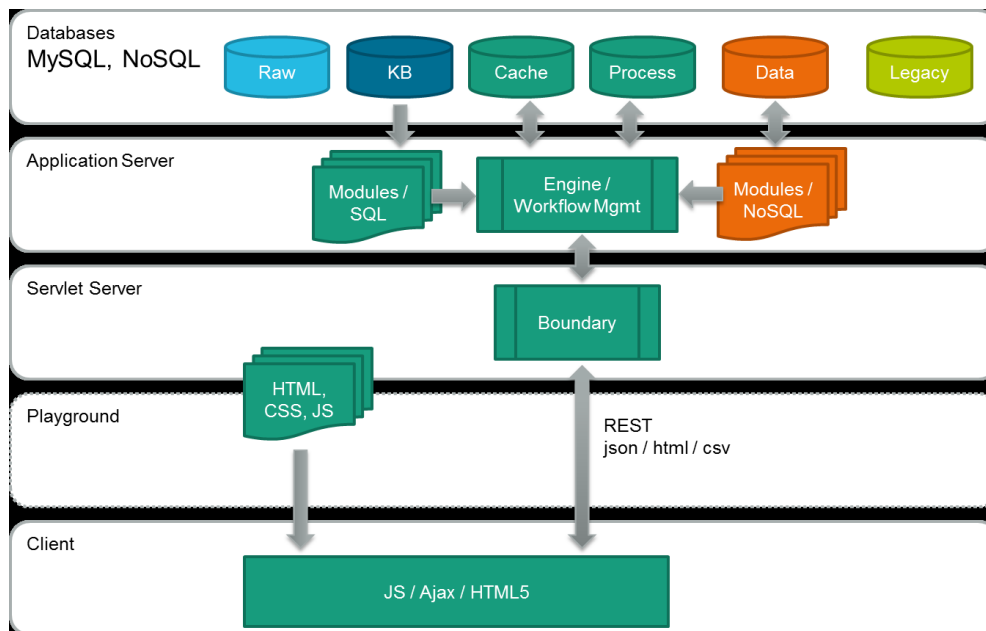 Databases
MySQL, NoSQL
Raw
KB
Cache
Process
Data
Legacy
Application Server
Modules /
SQL
Engine /
Workflow Mgmt
Modules /
NoSQL
Servlet Server
Boundary
HTML,
CSS, JS
Playground
REST
json / html / csv
Client
JS / Ajax / HTML5